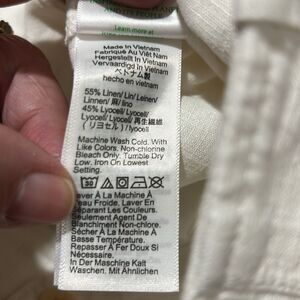 AND ITS PEOPLE
Learn more at
Made In Vietnam
Fabriqué Au Viêt Nam
Hergestellt In Vietnam
Vervaardigd In Vietnam
ベトナム製
hecho en vietnam
55% Linen/Lin/Leinen/
Linnen/麻/lino
45% Lyocell/Lyocell/
Lyocell/Lyocell/再生繊維
(リヨセル)/lyocell
Machine Wash Cold. With
Like Colors. Non-chlorine
Bleach Only. Tumble Dry
Low. Iron On Lowest
Setting.
Laver À La Machine À
Eau Froide. Laver En
Séparant Les Couleurs.
Seulement Agent De
Blanchiment Non-chlore.
Sécher À La Machine À
Basse Température.
Repasser À Fer Doux Si
Nécessaire.
In Der Maschine Kalt
Waschen. Mit Ähnlichen